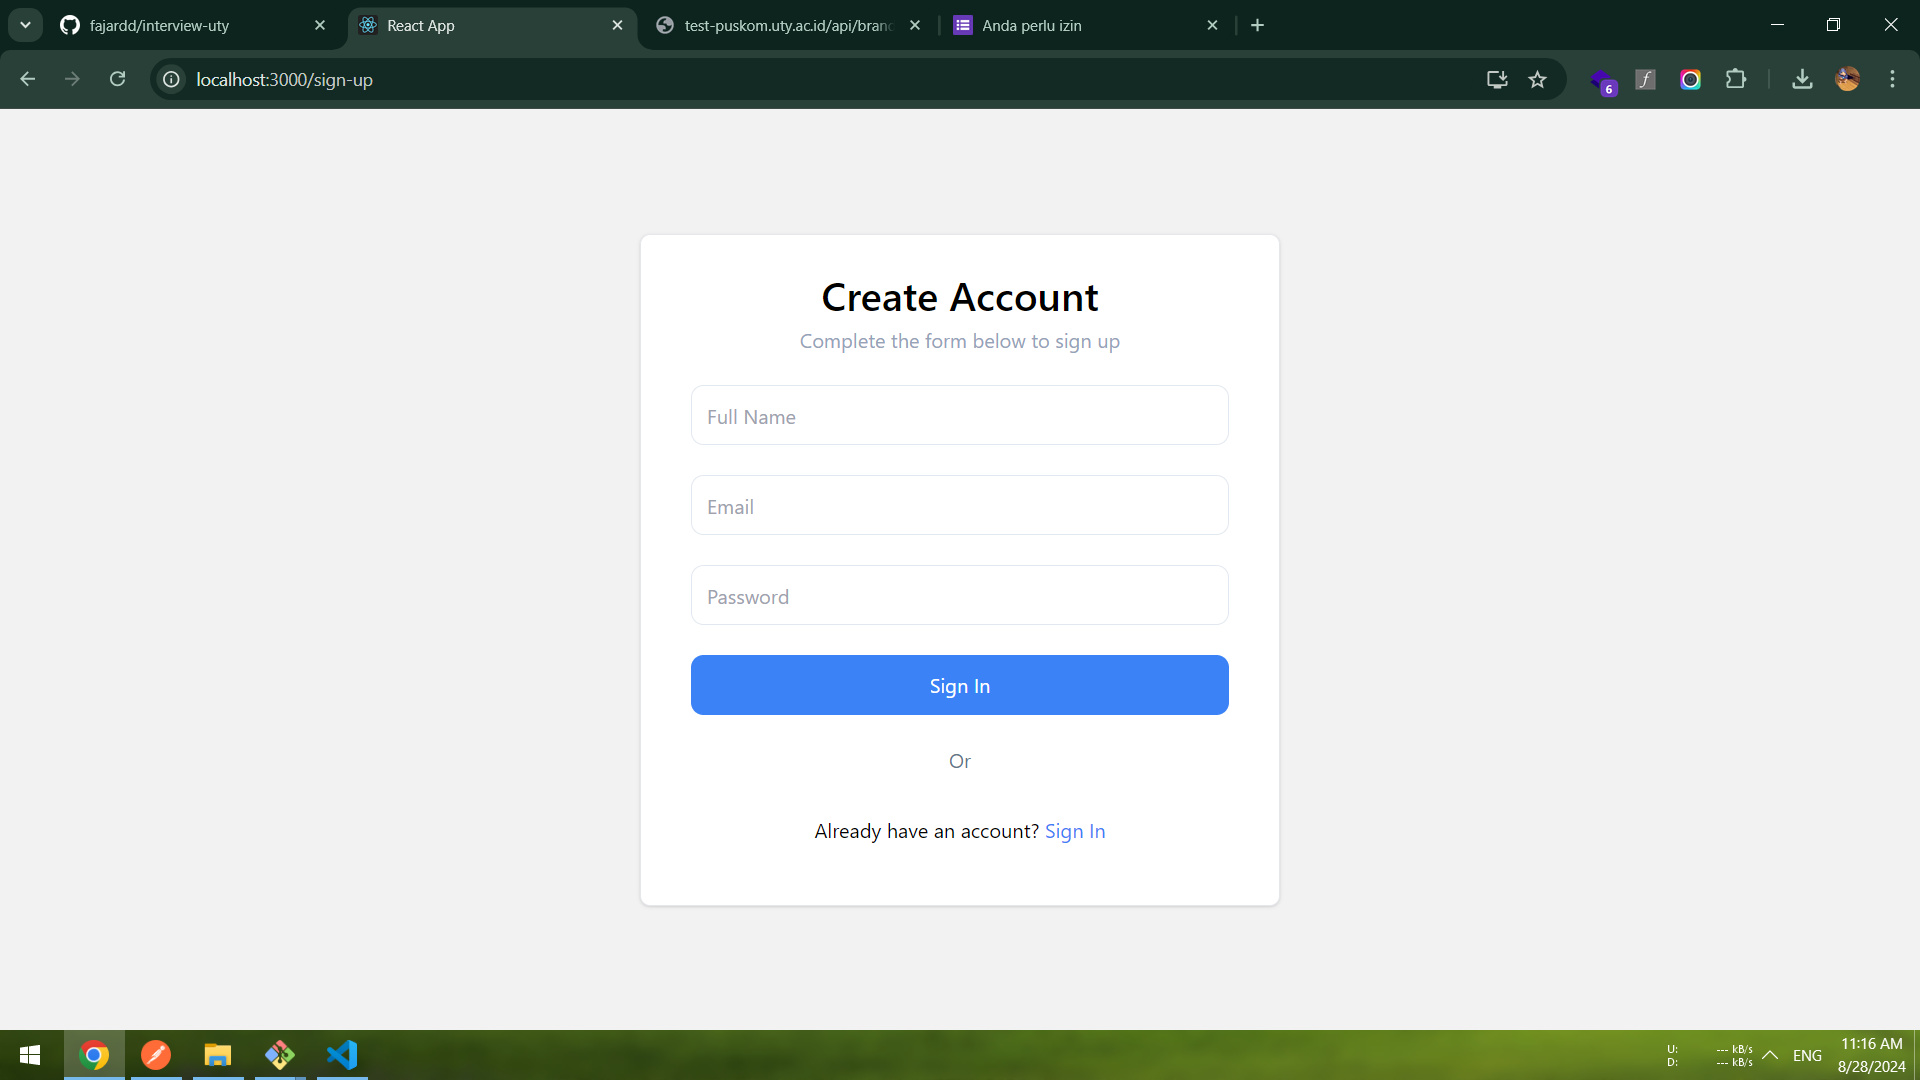 fajardd/interview-uty
React App
test-puskom.uty.ac.id/api/bran
Anda perlu izin
localhost:3000/sign-up
6
Create Account
Complete the form below to sign up
Full Name
Email
Password
Sign In
Or
Already have an account? Sign In
U: --- kB/s
D: --- kB/s
ENG
11:16 AM
8/28/2024